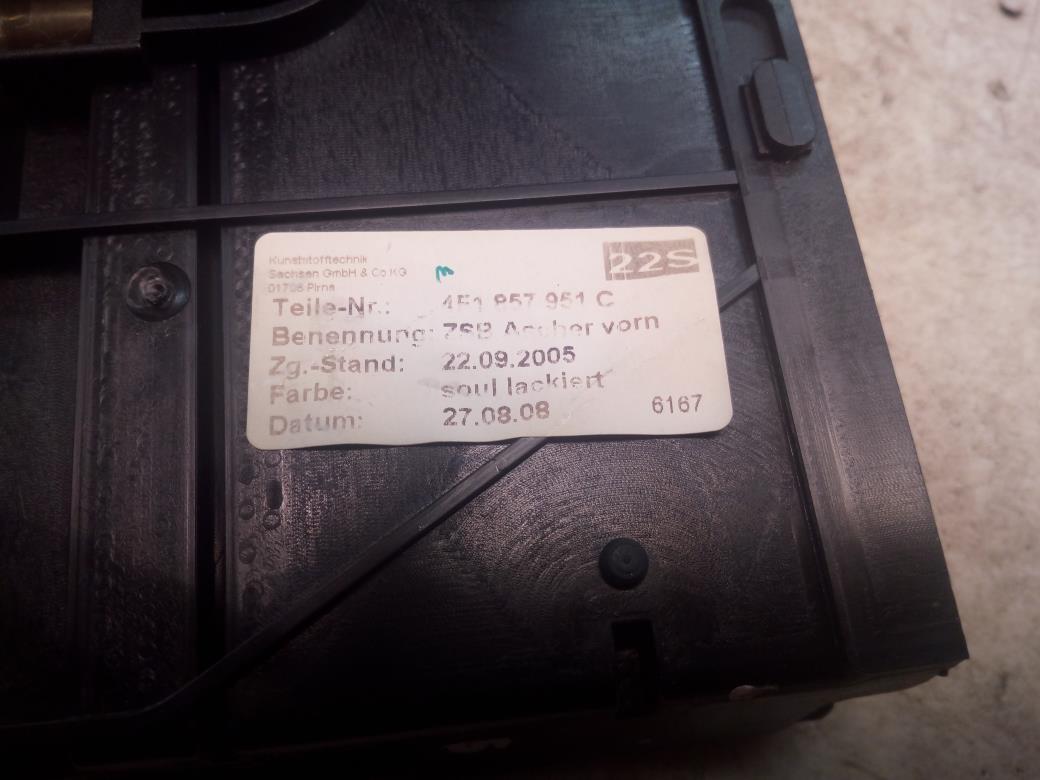 Kunststofftechnik
Sachsen GmbH & Co KG
01796 Pirna
22S
Teile-Nr.: 4F1 857 951 C
Benennung: ZSB Ascher vorn
Zg.-Stand: 22.09.2005
Farbe: soul lackiert
Datum: 27.08.08
6167